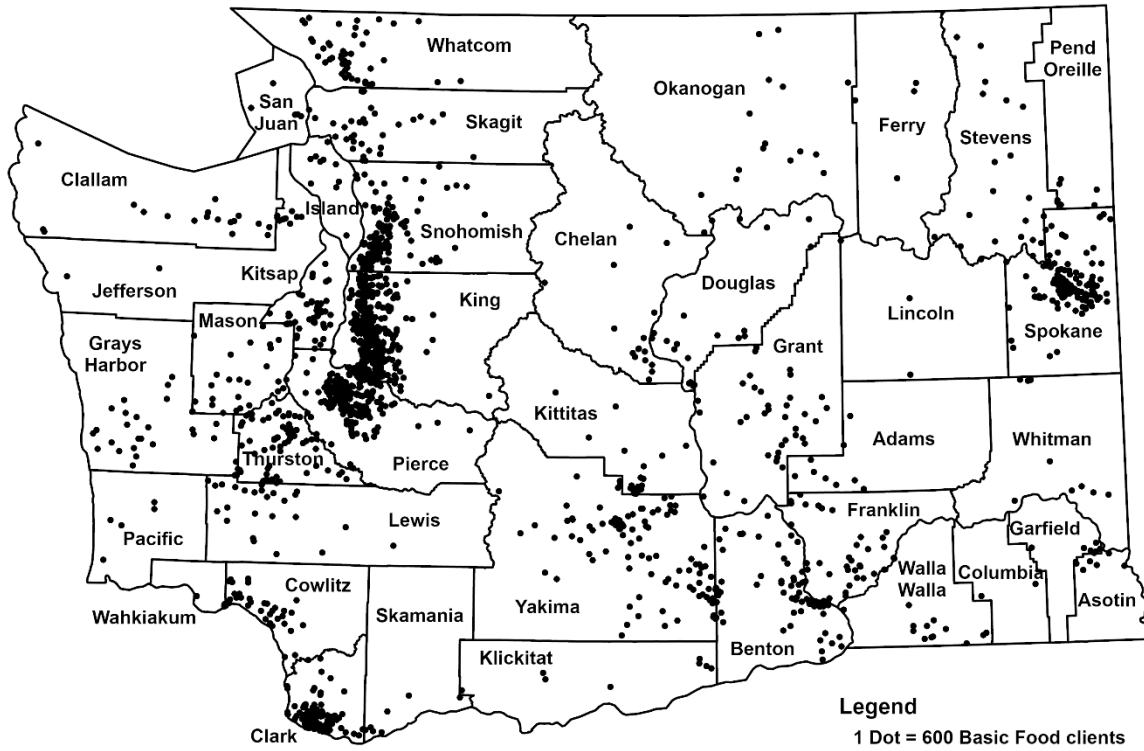 Whatcom
Pend
Oreille
Okanogan
San
Juan
Skagit
Ferry
Stevens
Clallam
Island
Snohomish
Chelan
Kitsap
Douglas
Jefferson
King
Mason
Lincoln
Spokane
Grays
Harbor
Grant
Kittitas
Adams
Whitman
Thurston
Pierce
Lewis
Franklin
Garfield
Pacific
Walla
Walla
Columbia
Cowlitz
Wahkiakum
Skamania
Yakima
Asotin
Benton
Klickitat
Clark
Legend
1 Dot = 600 Basic Food clients